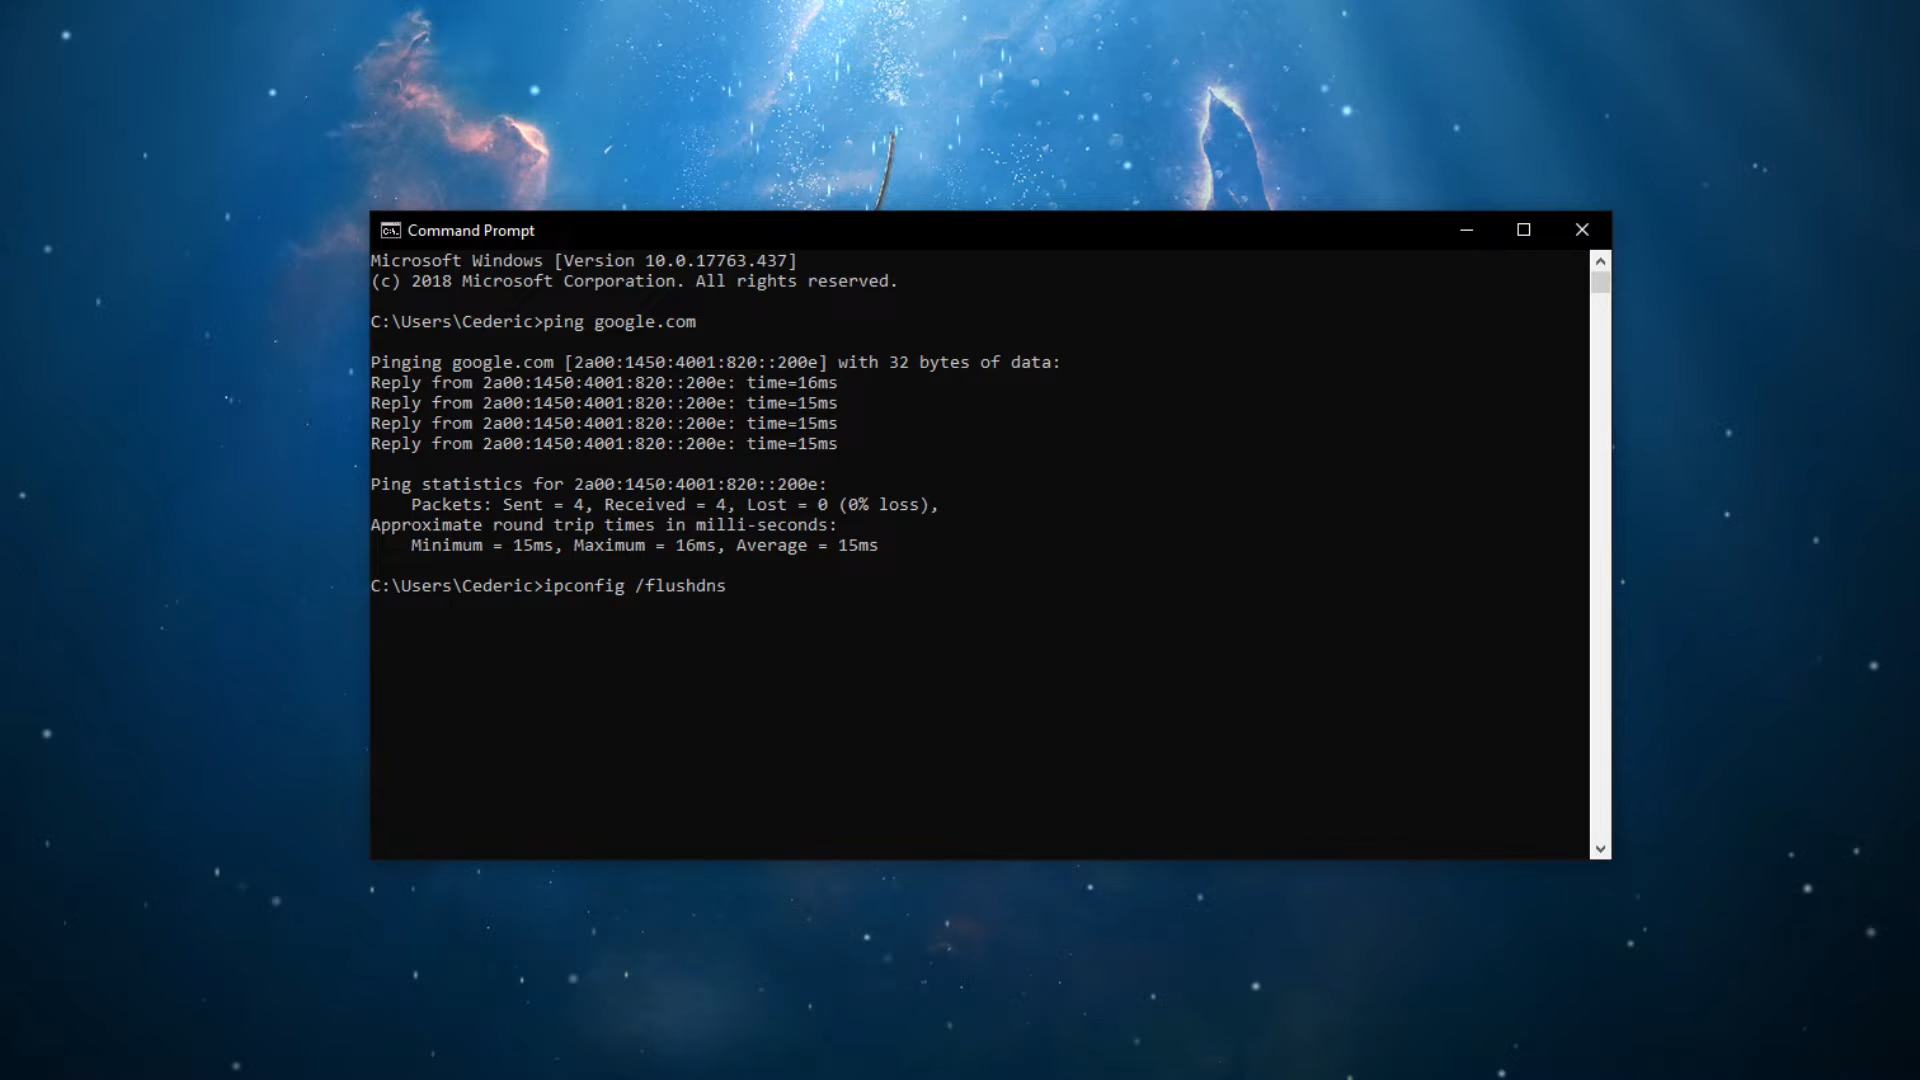 Command Prompt
Microsoft Windows [Version 10.0.17763.437]
(c) 2018 Microsoft Corporation. All rights reserved.
C:\Users\Cederic>ping google.com
Pinging google.com [2a00:1450:4001:820::200e] with 32 bytes of data:
Reply from 2a00:1450:4001:820::200e: time=16ms
Reply from 2a00:1450:4001:820::200e: time=15ms
Reply from 2a00:1450:4001:820::200e: time=15ms
Reply from 2a00:1450:4001:820::200e: time=15ms
Ping statistics for 2a00:1450:4001:820::200e:
    Packets: Sent = 4, Received = 4, Lost = 0 (0% loss),
Approximate round trip times in milli-seconds:
    Minimum = 15ms, Maximum = 16ms, Average = 15ms
C:\Users\Cederic>ipconfig /flushdns